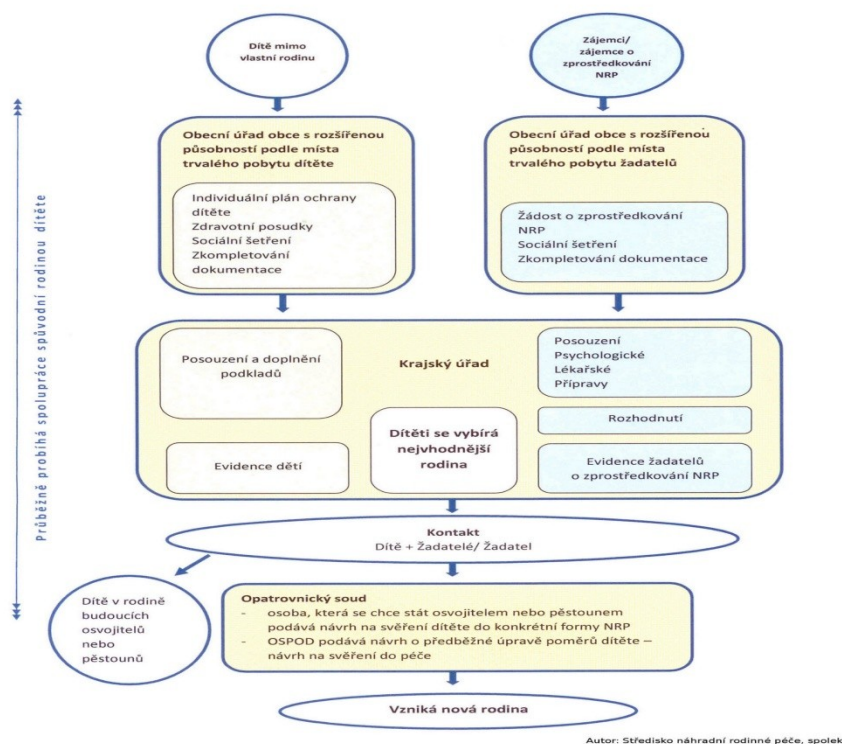 Dítě mimo
vlastní rodinu
Zájemci/
zájemce o
zprostředkování
NRP
Průběžně probíhá spolupráce spůvodní rodinou dítěte
Obecní úřad obce s rozšířenou
působností podle místa
trvalého pobytu dítěte
Individuální plán ochrany
dítěte
Zdravotní posudky
Sociální šetření
Zkompletování
dokumentace
Obecní úřad obce s rozšířenou
působností podle místa
trvalého pobytu žadatelů
Žádost o zprostředkování
NRP
Sociální šetření
Zkompletování dokumentace
Posouzení a doplnění
podkladů
Evidence dětí
Krajský úřad
Dítěti se vybírá
nejvhodnější
rodina
Posouzení
Psychologické
Lékařské
Přípravy
Rozhodnutí
Evidence žadatelů
o zprostředkování NRP
Kontakt
Dítě + Žadatelé/ Žadatel
Dítě v rodině
budoucích
osvojitelů
nebo
pěstounů
Opatrovnický soud
- osoba, která se chce stát osvojitelem nebo pěstounem
podává návrh na svěření dítěte do konkrétní formy NRP
- OSPOD podává návrh o předběžné úpravě poměrů dítěte –
návrh na svěření do péče
Vzniká nová rodina
Autor: Středisko náhradní rodinné péče, spolek